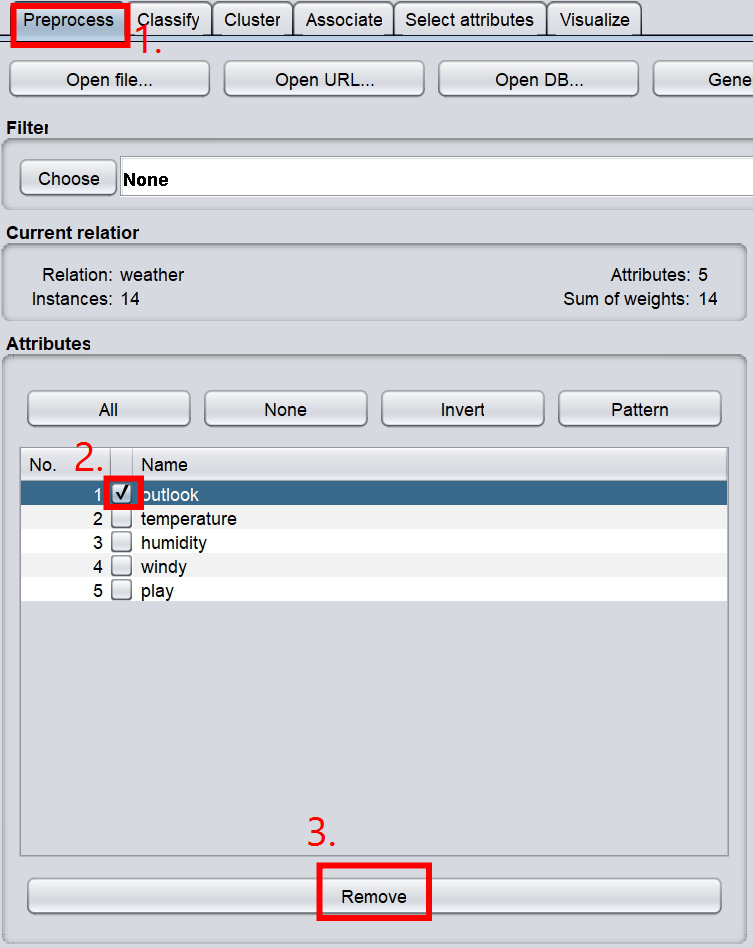 Preprocess Classify Cluster Associate Select attributes Visualize
1.
Open file... Open URL... Open DB... Gene
Filter
Choose None
Current relation
Relation: weather Attributes: 5
Instances: 14 Sum of weights: 14
Attributes
All None Invert Pattern
No. 2. Name
1 outlook
2 temperature
3 humidity
4 windy
5 play
3.
Remove